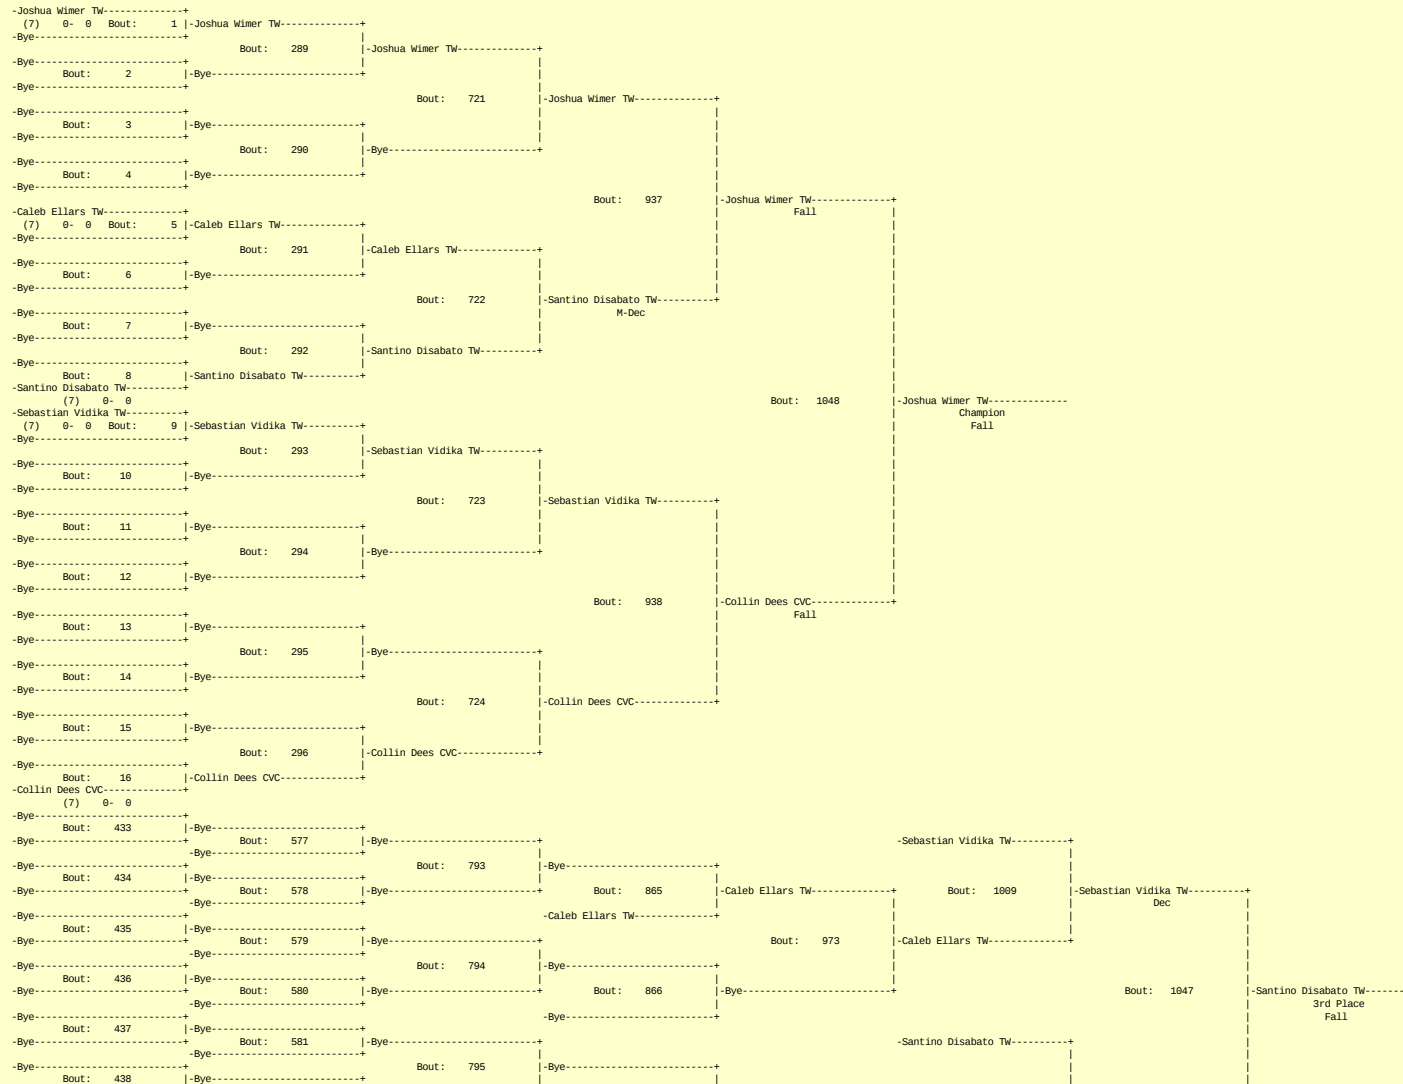 -Joshua Wimer TW--------------+
(7) 0- 0 Bout: 1 |-Joshua Wimer TW--------------+
-Bye--------------------------+ |
Bout: 289 |-Joshua Wimer TW--------------+
-Bye--------------------------+ | |
Bout: 2 |-Bye--------------------------+ |
-Bye--------------------------+ |
Bout: 721 |-Joshua Wimer TW--------------+
-Bye--------------------------+ | |
Bout: 3 |-Bye--------------------------+ | |
-Bye--------------------------+ | | |
Bout: 290 |-Bye--------------------------+ |
-Bye--------------------------+ | |
Bout: 4 |-Bye--------------------------+ |
-Bye--------------------------+ |
Bout: 937 |-Joshua Wimer TW--------------+
-Caleb Ellars TW--------------+ | Fall |
(7) 0- 0 Bout: 5 |-Caleb Ellars TW--------------+ | |
-Bye--------------------------+ | | |
Bout: 291 |-Caleb Ellars TW--------------+ | |
-Bye--------------------------+ | | | |
Bout: 6 |-Bye--------------------------+ | | |
-Bye--------------------------+ | | |
Bout: 722 |-Santino Disabato TW----------+ |
-Bye--------------------------+ | M-Dec |
Bout: 7 |-Bye--------------------------+ | |
-Bye--------------------------+ | | |
Bout: 292 |-Santino Disabato TW----------+ |
-Bye--------------------------+ | |
Bout: 8 |-Santino Disabato TW----------+ |
-Santino Disabato TW----------+ |
(7) 0- 0 Bout: 1048 |-Joshua Wimer TW--------------
-Sebastian Vidika TW----------+ | Champion
(7) 0- 0 Bout: 9 |-Sebastian Vidika TW----------+ | Fall
-Bye--------------------------+ | |
Bout: 293 |-Sebastian Vidika TW----------+ |
-Bye--------------------------+ | | |
Bout: 10 |-Bye--------------------------+ | |
-Bye--------------------------+ | |
Bout: 723 |-Sebastian Vidika TW----------+ |
-Bye--------------------------+ | | |
Bout: 11 |-Bye--------------------------+ | | |
-Bye--------------------------+ | | | |
Bout: 294 |-Bye--------------------------+ | |
-Bye--------------------------+ | | |
Bout: 12 |-Bye--------------------------+ | |
-Bye--------------------------+ | |
Bout: 938 |-Collin Dees CVC--------------+
-Bye--------------------------+ | Fall
Bout: 13 |-Bye--------------------------+ |
-Bye--------------------------+ | |
Bout: 295 |-Bye--------------------------+ |
-Bye--------------------------+ | | |
Bout: 14 |-Bye--------------------------+ | |
-Bye--------------------------+ | |
Bout: 724 |-Collin Dees CVC--------------+
-Bye--------------------------+ |
Bout: 15 |-Bye--------------------------+ |
-Bye--------------------------+ | |
Bout: 296 |-Collin Dees CVC--------------+
-Bye--------------------------+ |
Bout: 16 |-Collin Dees CVC--------------+
-Collin Dees CVC--------------+
(7) 0- 0
-Bye--------------------------+
Bout: 433 |-Bye--------------------------+
-Bye--------------------------+ Bout: 577 |-Bye--------------------------+ -Sebastian Vidika TW----------+
-Bye--------------------------+ | |
-Bye--------------------------+ Bout: 793 |-Bye--------------------------+ |
Bout: 434 |-Bye--------------------------+ | | |
-Bye--------------------------+ Bout: 578 |-Bye--------------------------+ Bout: 865 |-Caleb Ellars TW--------------+ Bout: 1009 |-Sebastian Vidika TW----------+
-Bye--------------------------+ | | | Dec |
-Bye--------------------------+ -Caleb Ellars TW--------------+ | | |
Bout: 435 |-Bye--------------------------+ | | |
-Bye--------------------------+ Bout: 579 |-Bye--------------------------+ Bout: 973 |-Caleb Ellars TW--------------+ |
-Bye--------------------------+ | | |
-Bye--------------------------+ Bout: 794 |-Bye--------------------------+ | |
Bout: 436 |-Bye--------------------------+ | | | |
-Bye--------------------------+ Bout: 580 |-Bye--------------------------+ Bout: 866 |-Bye--------------------------+ Bout: 1047 |-Santino Disabato TW-------
-Bye--------------------------+ | | 3rd Place
-Bye--------------------------+ -Bye--------------------------+ | Fall
Bout: 437 |-Bye--------------------------+ |
-Bye--------------------------+ Bout: 581 |-Bye--------------------------+ -Santino Disabato TW----------+ |
-Bye--------------------------+ | | |
-Bye--------------------------+ Bout: 795 |-Bye--------------------------+ | |
Bout: 438 |-Bye--------------------------+ | | | |